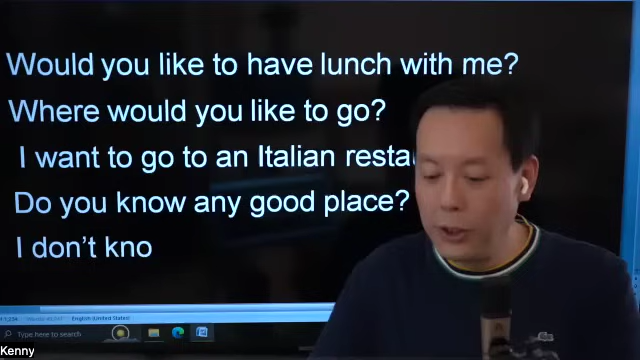 Would you like to have lunch with me?
Where would you like to go?
I want to go to an Italian resta
Do you know any good place?
I don't kno
English (United States)
Type here to search
Kenny